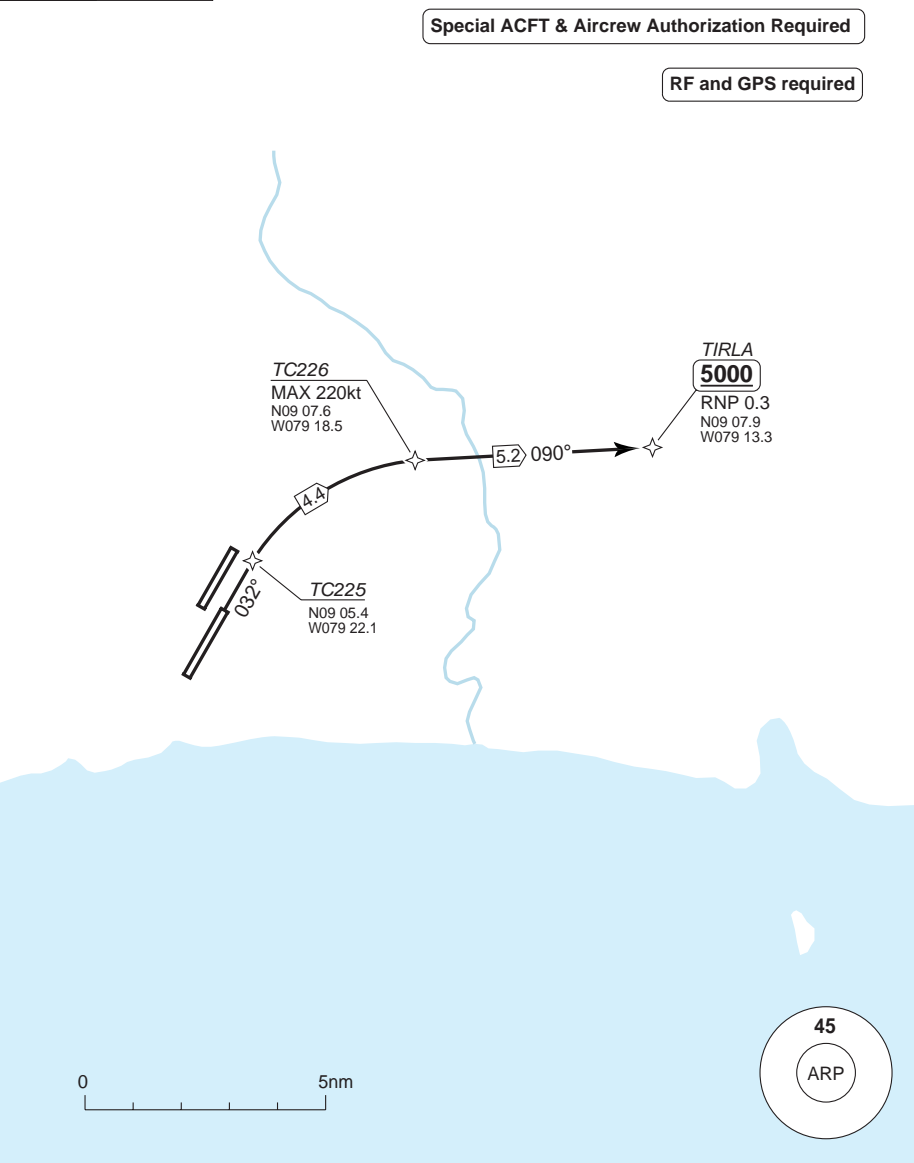 Special ACFT & Aircrew Authorization Required
RF and GPS required
TIRLA
5000
RNP 0.3
N09 07.9
W079 13.3
TC226
MAX 220kt
N09 07.6
W079 18.5
5.2
090°
4.4
032°
TC225
N09 05.4
W079 22.1
45
ARP
0
5nm